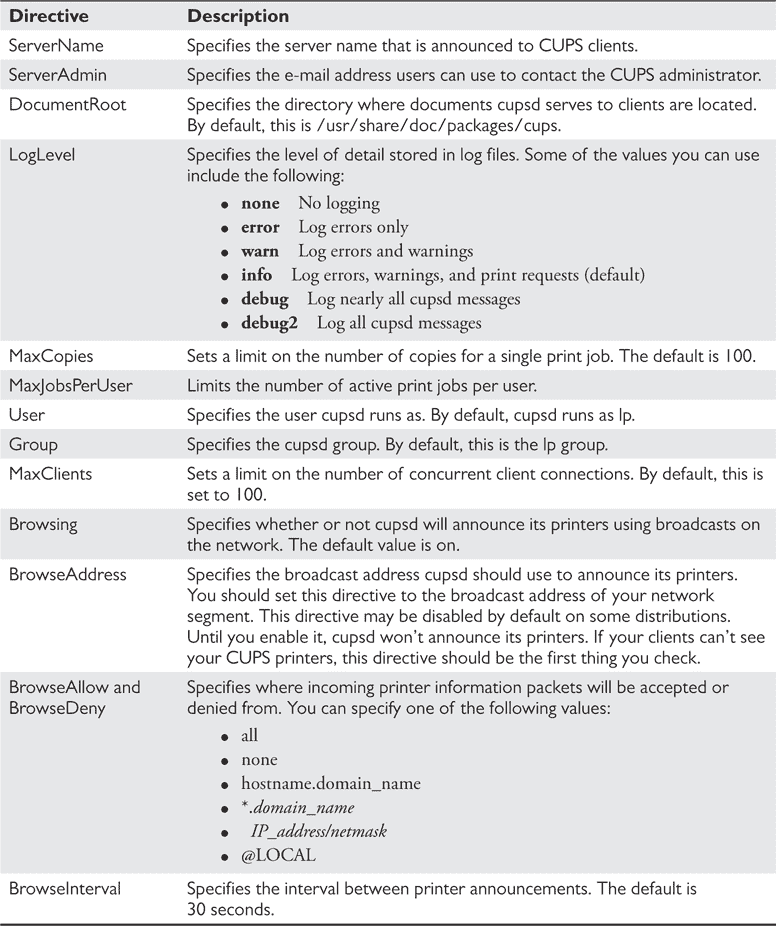 Directive Description
ServerName Specifies the server name that is announced to CUPS clients.
ServerAdmin Specifies the e-mail address users can use to contact the CUPS administrator.
DocumentRoot Specifies the directory where documents cupsd serves to clients are located.
By default, this is /usr/share/doc/packages/cups.
LogLevel Specifies the level of detail stored in log files. Some of the values you can use
include the following:
● none No logging
● error Log errors only
● warn Log errors and warnings
● info Log errors, warnings, and print requests (default)
● debug Log nearly all cupsd messages
● debug2 Log all cupsd messages
MaxCopies Sets a limit on the number of copies for a single print job. The default is 100.
MaxJobsPerUser Limits the number of active print jobs per user.
User Specifies the user cupsd runs as. By default, cupsd runs as lp.
Group Specifies the cupsd group. By default, this is the lp group.
MaxClients Sets a limit on the number of concurrent client connections. By default, this is
set to 100.
Browsing Specifies whether or not cupsd will announce its printers using broadcasts on
the network. The default value is on.
BrowseAddress Specifies the broadcast address cupsd should use to announce its printers.
You should set this directive to the broadcast address of your network
segment. This directive may be disabled by default on some distributions.
Until you enable it, cupsd won't announce its printers. If your clients can't see
your CUPS printers, this directive should be the first thing you check.
BrowseAllow and Specifies where incoming printer information packets will be accepted or
BrowseDeny denied from. You can specify one of the following values:
● all
● none
● hostname.domain_name
● *.domain_name
● IP_address/netmask
● @LOCAL
BrowseInterval Specifies the interval between printer announcements. The default is
30 seconds.